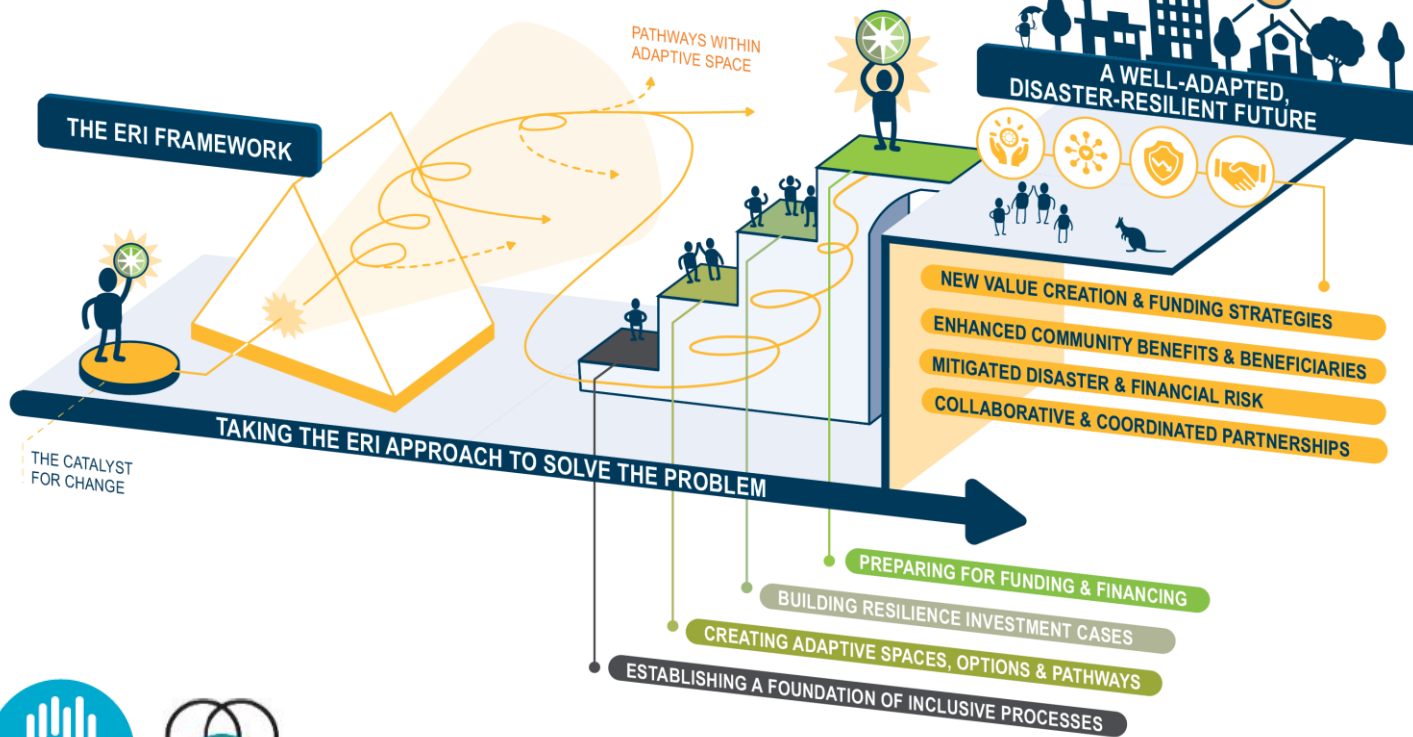 PATHWAYS WITHIN
ADAPTIVE SPACE
A WELL-ADAPTED,
DISASTER-RESILIENT FUTURE
THE ERI FRAMEWORK
NEW VALUE CREATION & FUNDING STRATEGIES
ENHANCED COMMUNITY BENEFITS & BENEFICIARIES
MITIGATED DISASTER & FINANCIAL RISK
COLLABORATIVE & COORDINATED PARTNERSHIPS
TAKING THE ERI APPROACH TO SOLVE THE PROBLEM
THE CATALYST
FOR CHANGE
PREPARING FOR FUNDING & FINANCING
BUILDING RESILIENCE INVESTMENT CASES
CREATING ADAPTIVE SPACES, OPTIONS & PATHWAYS
ESTABLISHING A FOUNDATION OF INCLUSIVE PROCESSES